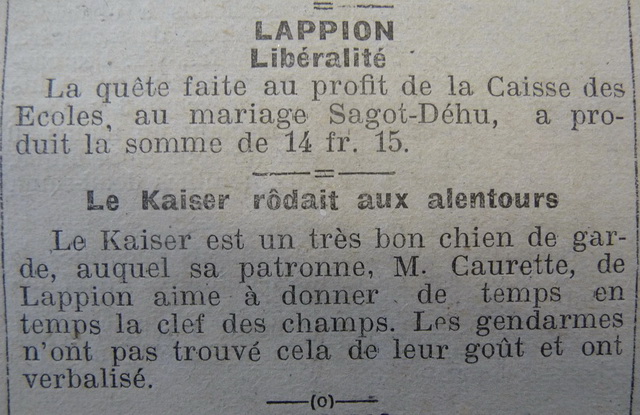 LAPPION
Libéralité
La quête faite au profit de la Caisse des
Ecoles, au mariage Sagot-Déhu, a pro-
duit la somme de 14 fr. 15.
Le Kaiser rôdait aux alentours
Le Kaiser est un très bon chien de gar-
de, auquel sa patronne, M. Caurette, de
Lappion aime à donner de temps en
temps la clef des champs. Les gendarmes
n'ont pas trouvé cela de leur goût et ont
verbalisé.
—(o)—